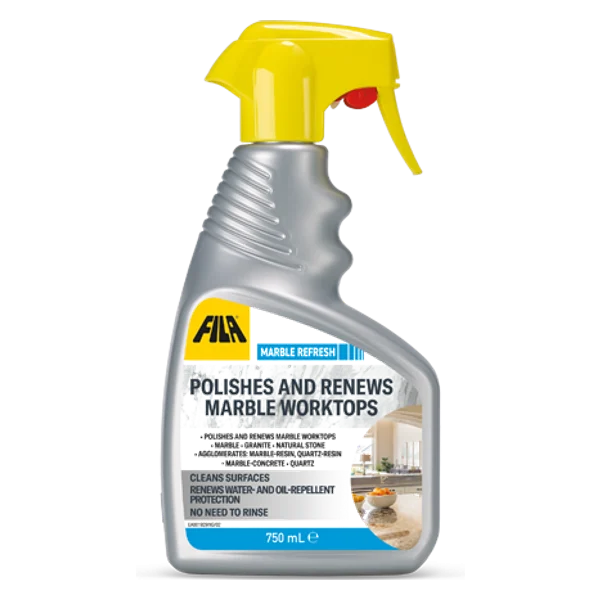 FILA
MARBLE REFRESH
POLISHES AND RENEWS
MARBLE WORKTOPS
• POLISHES AND RENEWS MARBLE WORKTOPS
• MARBLE • GRANITE • NATURAL STONE
• AGGLOMERATES: MARBLE-RESIN, QUARTZ-RESIN
• MARBLE-CONCRETE • QUARTZ
CLEANS SURFACES
RENEWS WATER- AND OIL-REPELLENT
PROTECTION
NO NEED TO RINSE
750 mL ℮